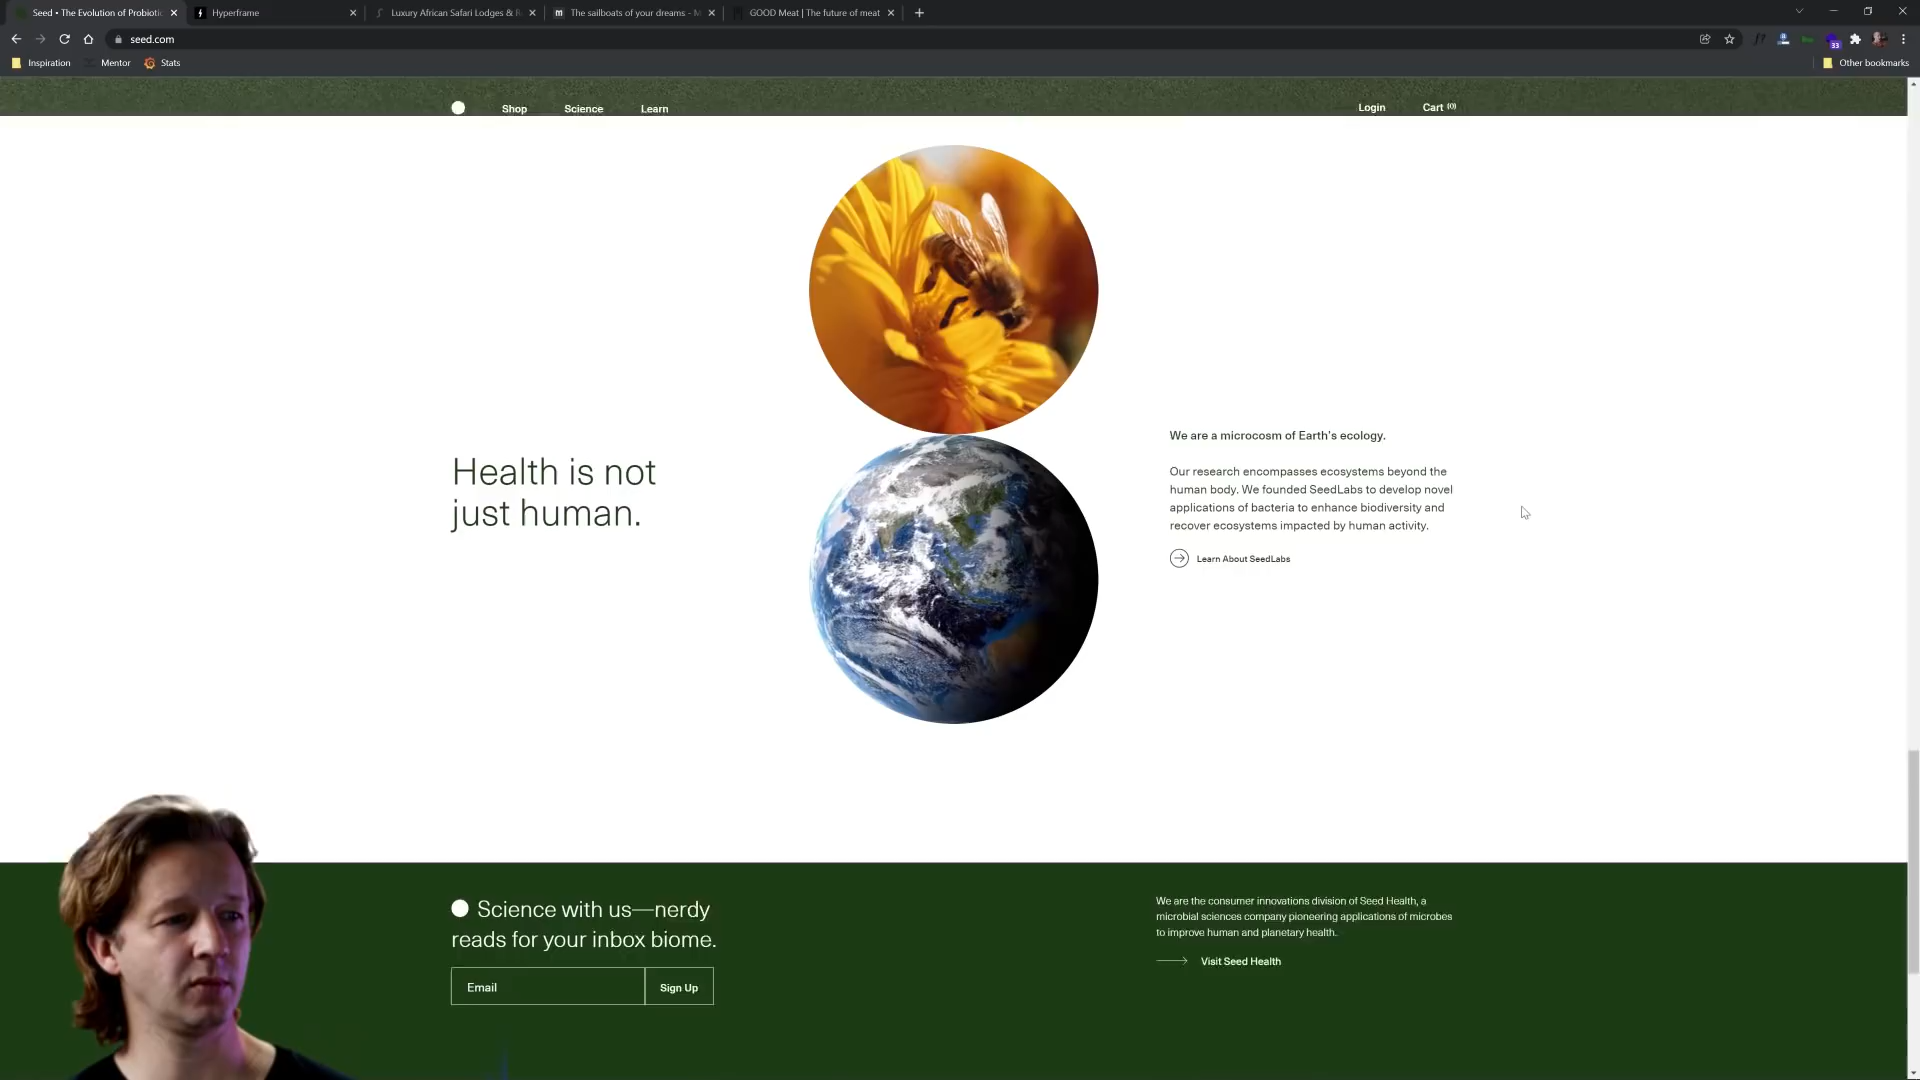 Seed • The Evolution of Probiotic
Hyperframe
Luxury African Safari Lodges & R
The sailboats of your dreams - M
GOOD Meat | The future of meat
seed.com
33
Inspiration
Mentor
Stats
Other bookmarks
Shop
Science
Learn
Login
Cart (0)
Health is not
just human.
We are a microcosm of Earth's ecology.
Our research encompasses ecosystems beyond the
human body. We founded SeedLabs to develop novel
applications of bacteria to enhance biodiversity and
recover ecosystems impacted by human activity.
Learn About SeedLabs
Science with us—nerdy
reads for your inbox biome.
Email
Sign Up
We are the consumer innovations division of Seed Health, a
microbial sciences company pioneering applications of microbes
to improve human and planetary health.
Visit Seed Health